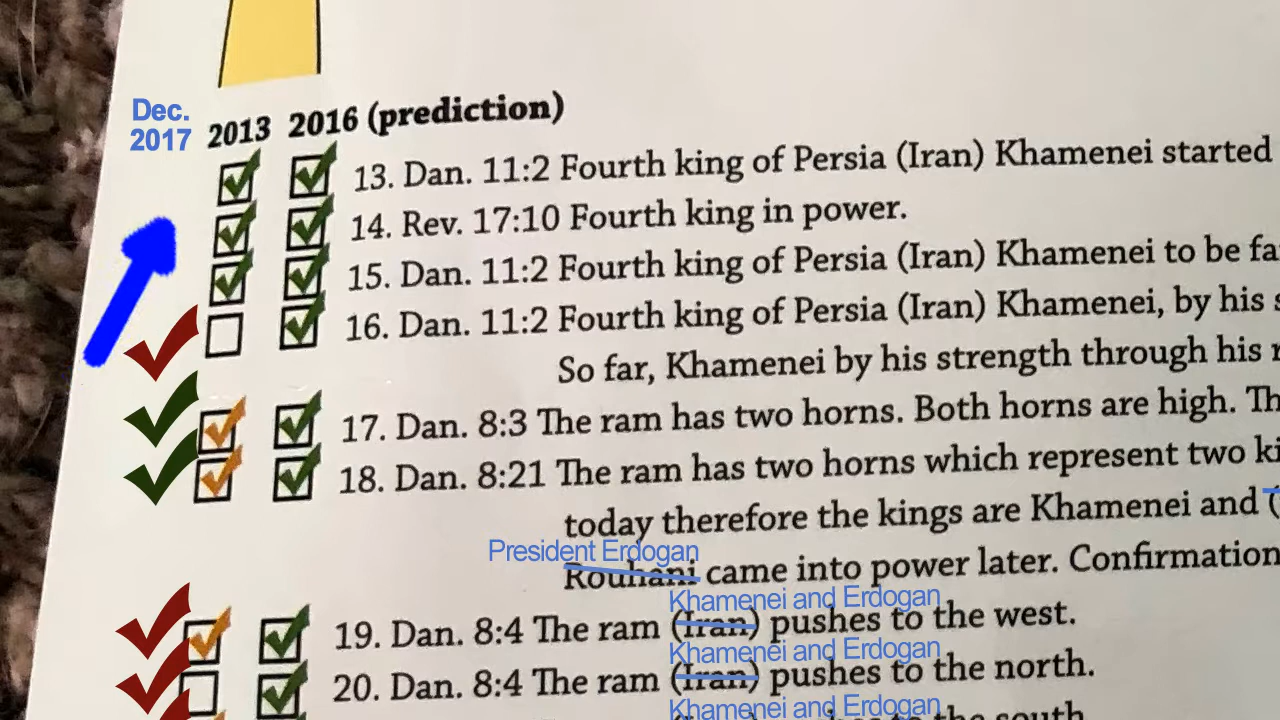 Dec.
2017
2013 2016 (prediction)
13. Dan. 11:2 Fourth king of Persia (Iran) Khamenei started
14. Rev. 17:10 Fourth king in power.
15. Dan. 11:2 Fourth king of Persia (Iran) Khamenei to be
16. Dan. 11:2 Fourth king of Persia (Iran) Khamenei, by his
So far, Khamenei by his strength through his
17. Dan. 8:3 The ram has two horns. Both horns are high.
18. Dan. 8:21 The ram has two horns which represent two
today therefore the kings are Khamenei and (
President Erdogan
Rouhani came into power later. Confirmation
Khamenei and Erdogan
19. Dan. 8:4 The ram (Iran) pushes to the west.
Khamenei and Erdogan
20. Dan. 8:4 The ram (Iran) pushes to the north.
Khamenei and Erdogan
the south